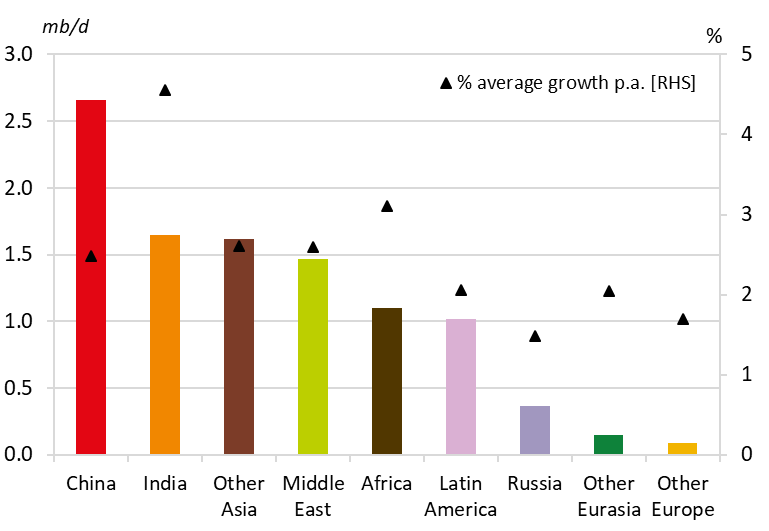 mb/d
%
3.0
2.5
2.0
1.5
1.0
0.5
0.0
5
4
3
2
1
0
% average growth p.a. [RHS]
China
India
Other
Asia
Middle
East
Africa
Latin
America
Russia
Other
Eurasia
Other
Europe